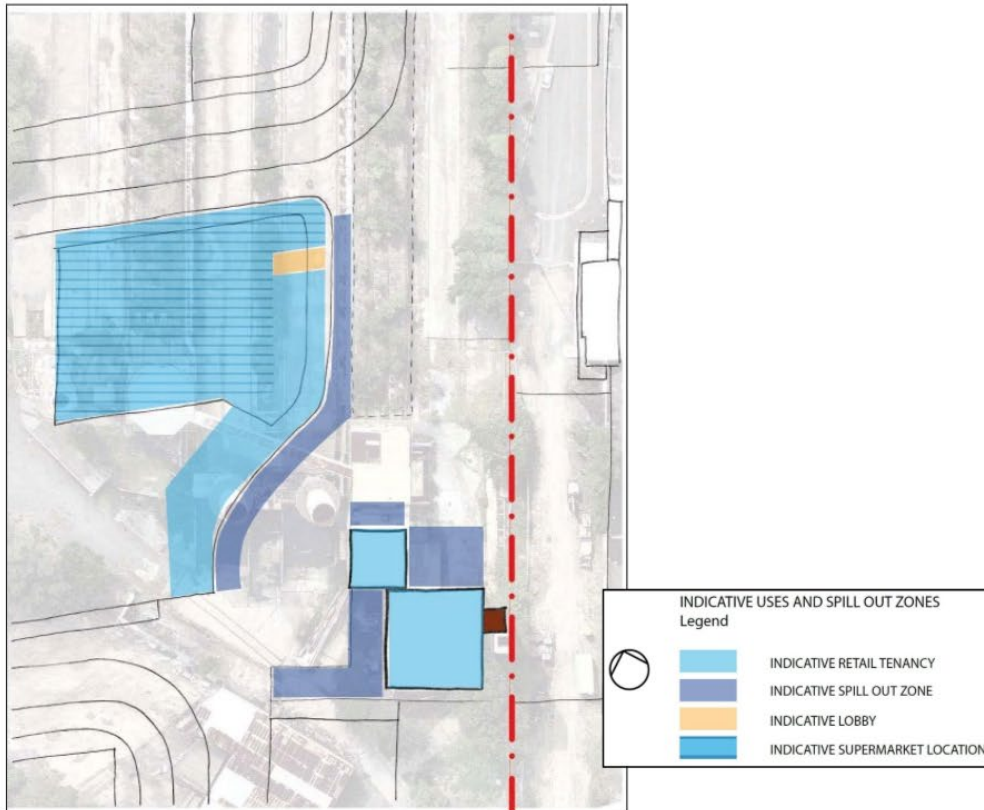 INDICATIVE USES AND SPILL OUT ZONES
Legend
INDICATIVE RETAIL TENANCY
INDICATIVE SPILL OUT ZONE
INDICATIVE LOBBY
INDICATIVE SUPERMARKET LOCATION